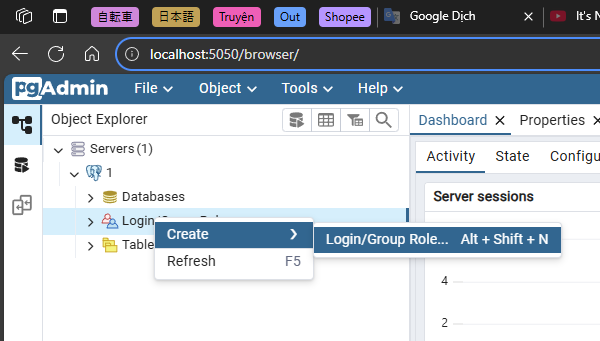 自転車 日本語 Truyện Out Shopee Google Dịch It's N
localhost:5050/browser/
pgAdmin File Object Tools Help
Object Explorer Dashboard Properties
Servers (1) Activity State Configu
1
Databases Server sessions
Login/Group Role
Create Login/Group Role... Alt + Shift + N
Table
Refresh F5
4
2